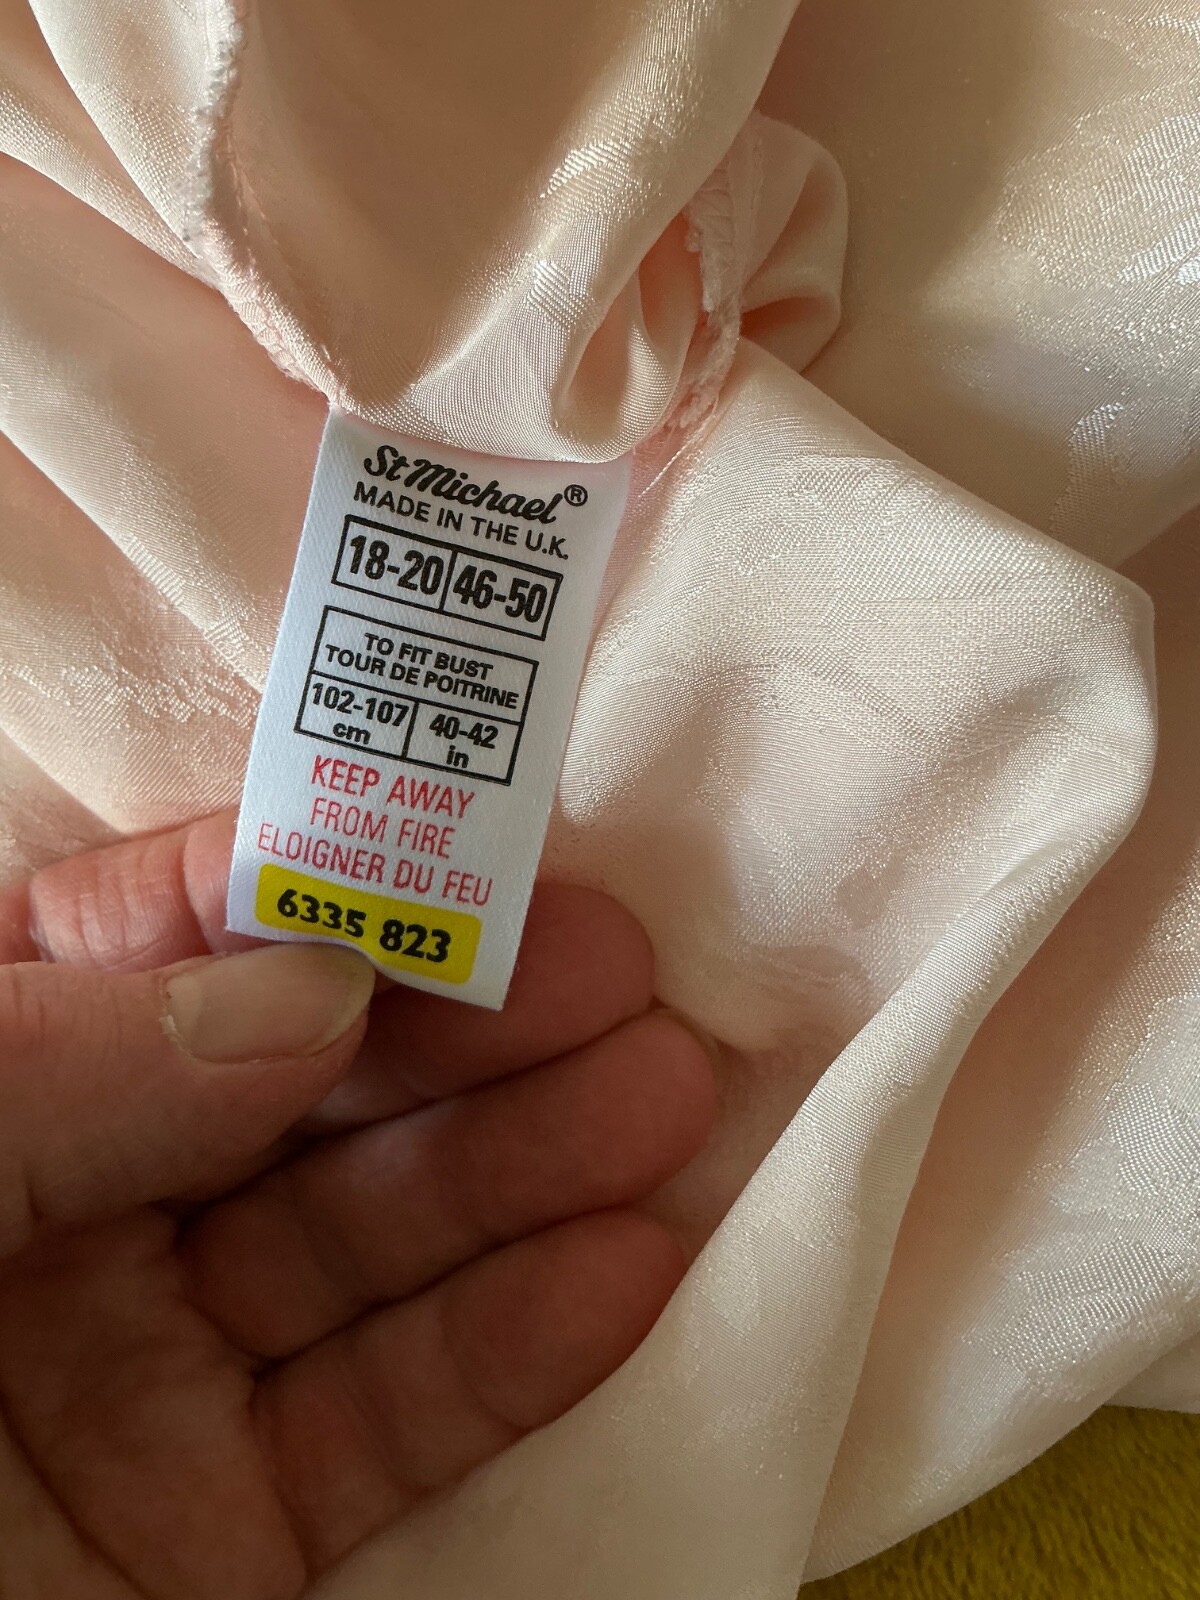 St Michael®
MADE IN THE U.K.
18-20 46-50
TO FIT BUST
TOUR DE POITRINE
102-107 cm 40-42 in
KEEP AWAY
FROM FIRE
ELOIGNER DU FEU
6335 823